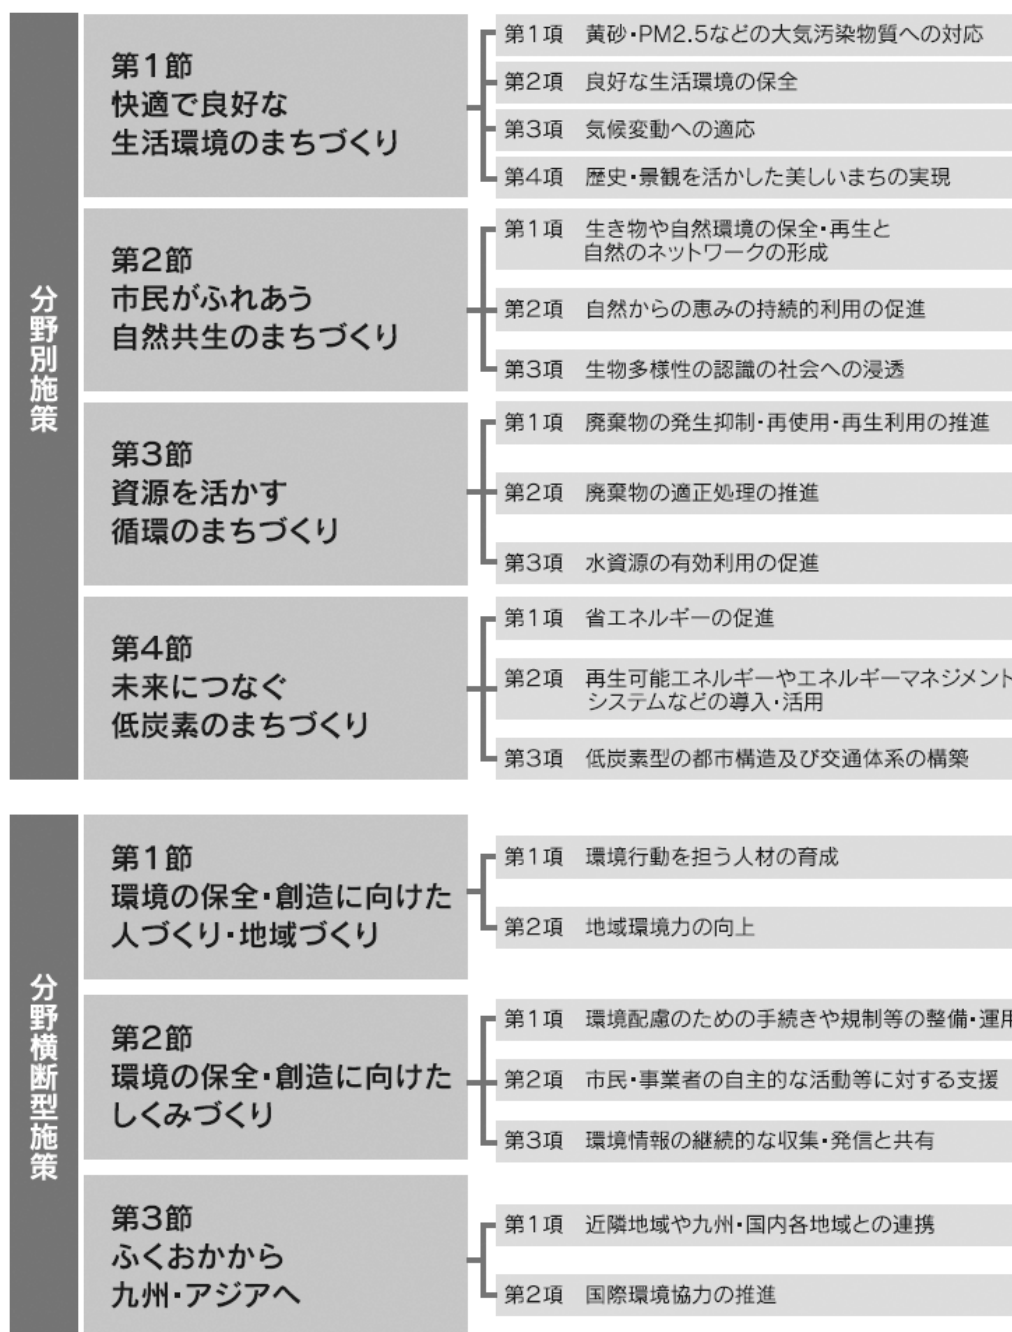 分野別施策
第1節
快適で良好な
生活環境のまちづくり
第1項 黄砂・PM2.5などの大気汚染物質への対応
第2項 良好な生活環境の保全
第3項 気候変動への適応
第4項 歴史・景観を活かした美しいまちの実現
第2節
市民がふれあう
自然共生のまちづくり
第1項 生き物や自然環境の保全・再生と
自然のネットワークの形成
第2項 自然からの恵みの持続的利用の促進
第3項 生物多様性の認識の社会への浸透
第3節
資源を活かす
循環のまちづくり
第1項 廃棄物の発生抑制・再使用・再生利用の推進
第2項 廃棄物の適正処理の推進
第3項 水資源の有効利用の促進
第4節
未来につなぐ
低炭素のまちづくり
第1項 省エネルギーの促進
第2項 再生可能エネルギーやエネルギーマネジメント
システムなどの導入・活用
第3項 低炭素型の都市構造及び交通体系の構築
分野横断型施策
第1節
環境の保全・創造に向けた
人づくり・地域づくり
第1項 環境行動を担う人材の育成
第2項 地域環境力の向上
第2節
環境の保全・創造に向けた
しくみづくり
第1項 環境配慮のための手続きや規制等の整備・運用
第2項 市民・事業者の自主的な活動等に対する支援
第3項 環境情報の継続的な収集・発信と共有
第3節
ふくおかから
九州・アジアへ
第1項 近隣地域や九州・国内各地域との連携
第2項 国際環境協力の推進